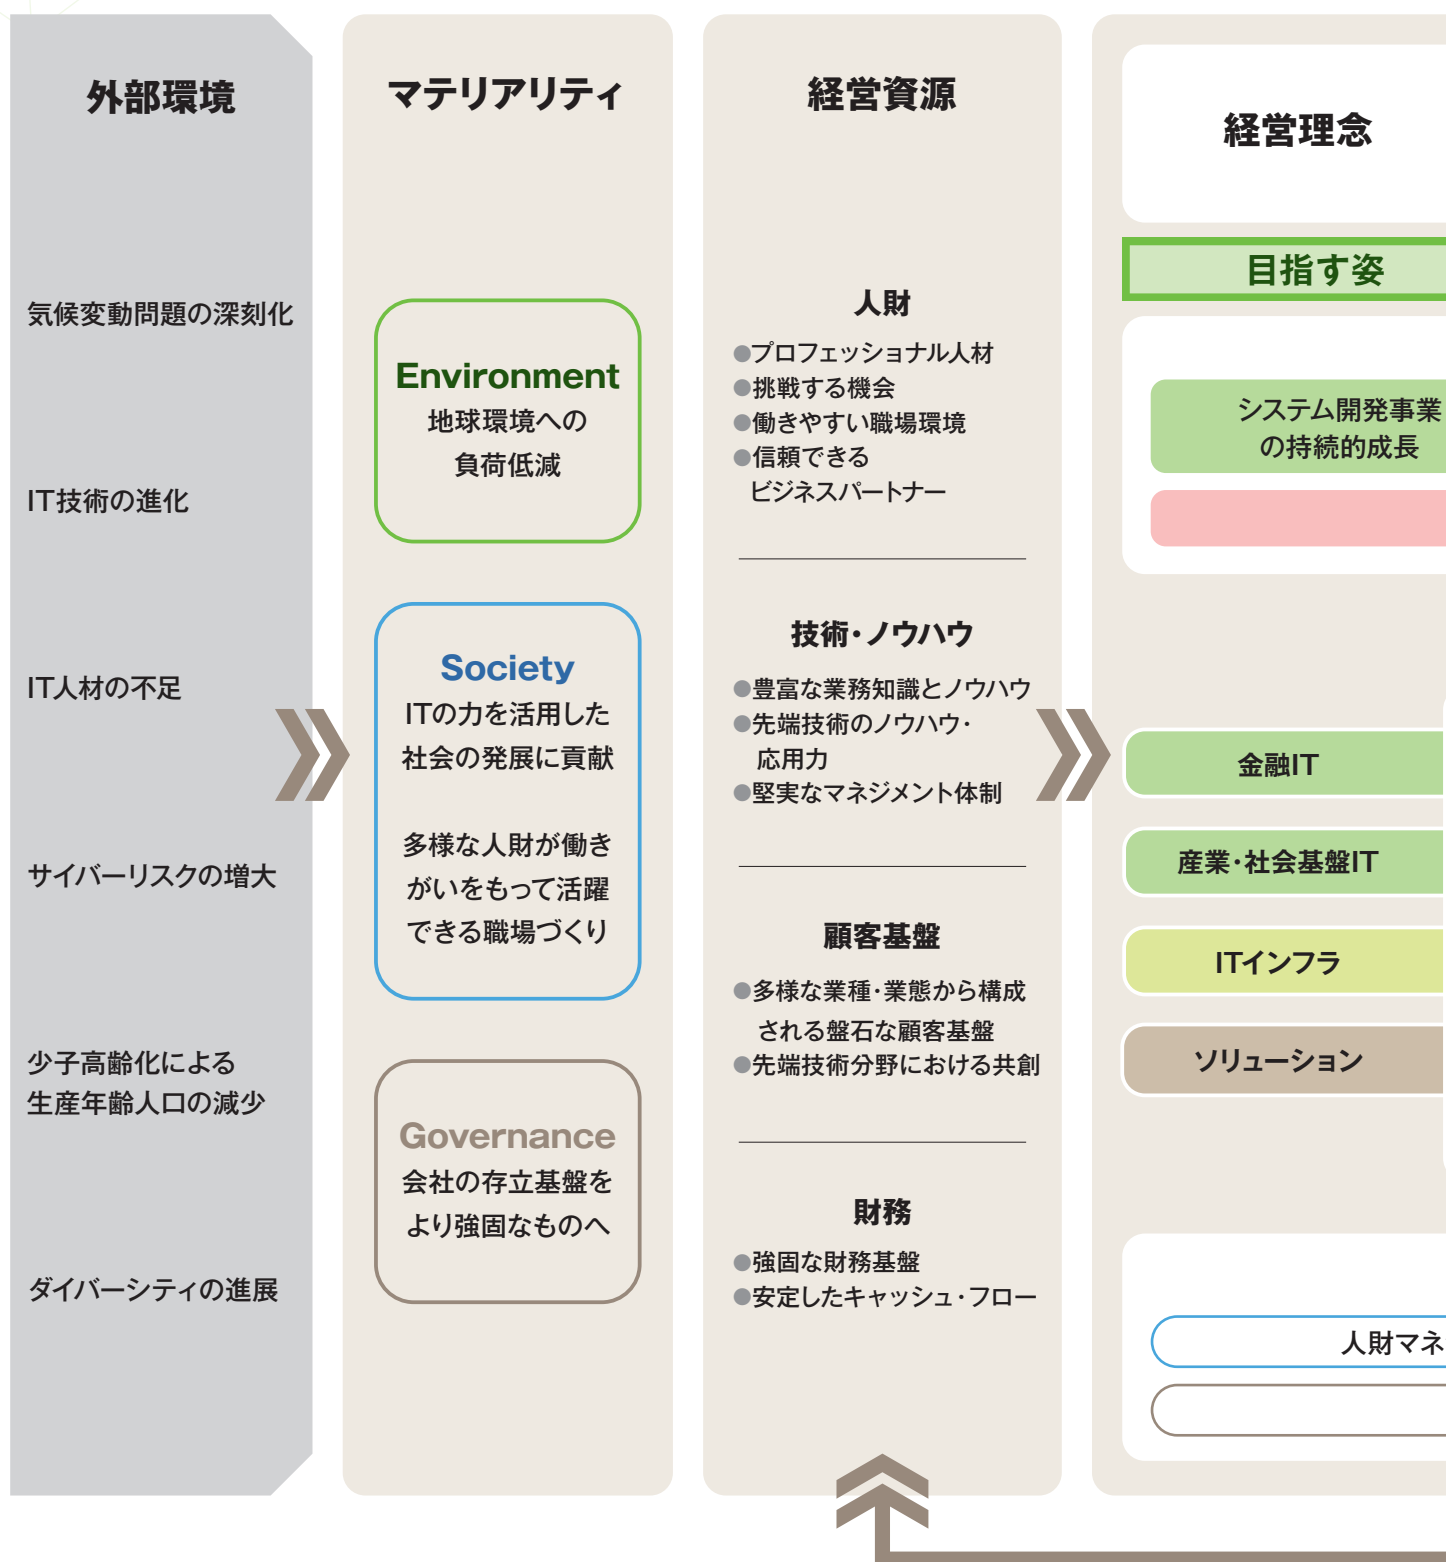 外部環境
気候変動問題の深刻化
IT技術の進化
IT人材の不足
サイバーリスクの増大
少子高齢化による
生産年齢人口の減少
ダイバーシティの進展
マテリアリティ
Environment
地球環境への
負荷低減
Society
ITの力を活用した
社会の発展に貢献
多様な人財が働き
がいをもって活躍
できる職場づくり
Governance
会社の存立基盤を
より強固なものへ
経営資源
人財
●プロフェッショナル人材
●挑戦する機会
●働きやすい職場環境
●信頼できる
ビジネスパートナー
技術・ノウハウ
●豊富な業務知識とノウハウ
●先端技術のノウハウ・
応用力
●堅実なマネジメント体制
顧客基盤
●多様な業種・業態から構成
される盤石な顧客基盤
●先端技術分野における共創
財務
●強固な財務基盤
●安定したキャッシュ・フロー
経営理念
目指す姿
システム開発事業
の持続的成長
金融IT
産業・社会基盤IT
ITインフラ
ソリューション
人財マネ